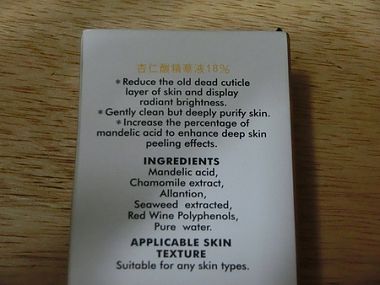 杏仁酸精華液18%
*Reduce the old dead cuticle
layer of skin and display
radiant brightness.
*Gently clean but deeply purify skin.
*Increase the percentage of
mandelic acid to enhance deep skin
peeling effects.
INGREDIENTS
Mandelic acid,
Chamomile extract,
Allantion,
Seaweed extracted,
Red Wine Polyphenols,
Pure water.
APPLICABLE SKIN
TEXTURE
Suitable for any skin types.